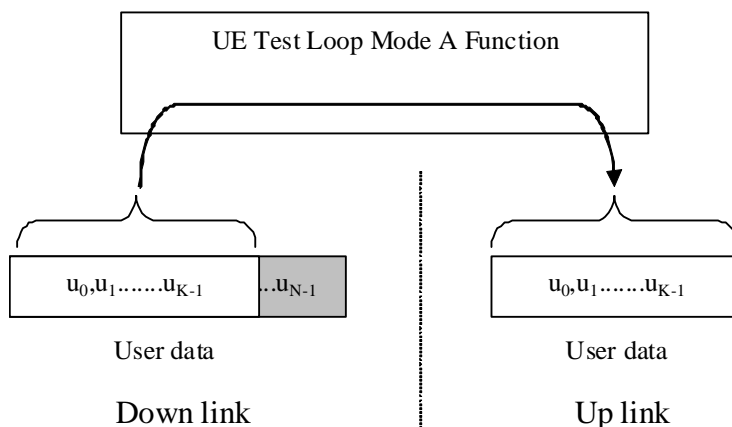 UE Test Loop Mode A Function
u₀,u₁.......uK-1 ...uN-1
u₀,u₁.......uK-1
User data
User data
Down link
Up link